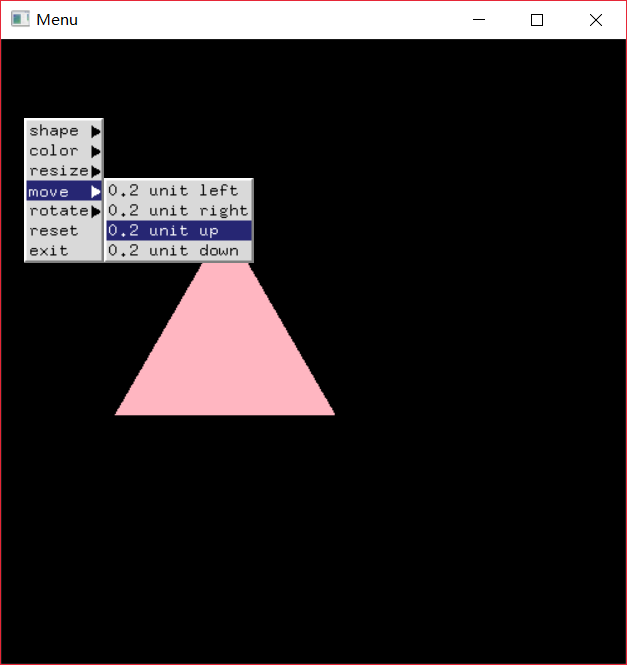 Menu
shape
color
resize
move
rotate
reset
exit
0.2 unit left
0.2 unit right
0.2 unit up
0.2 unit down